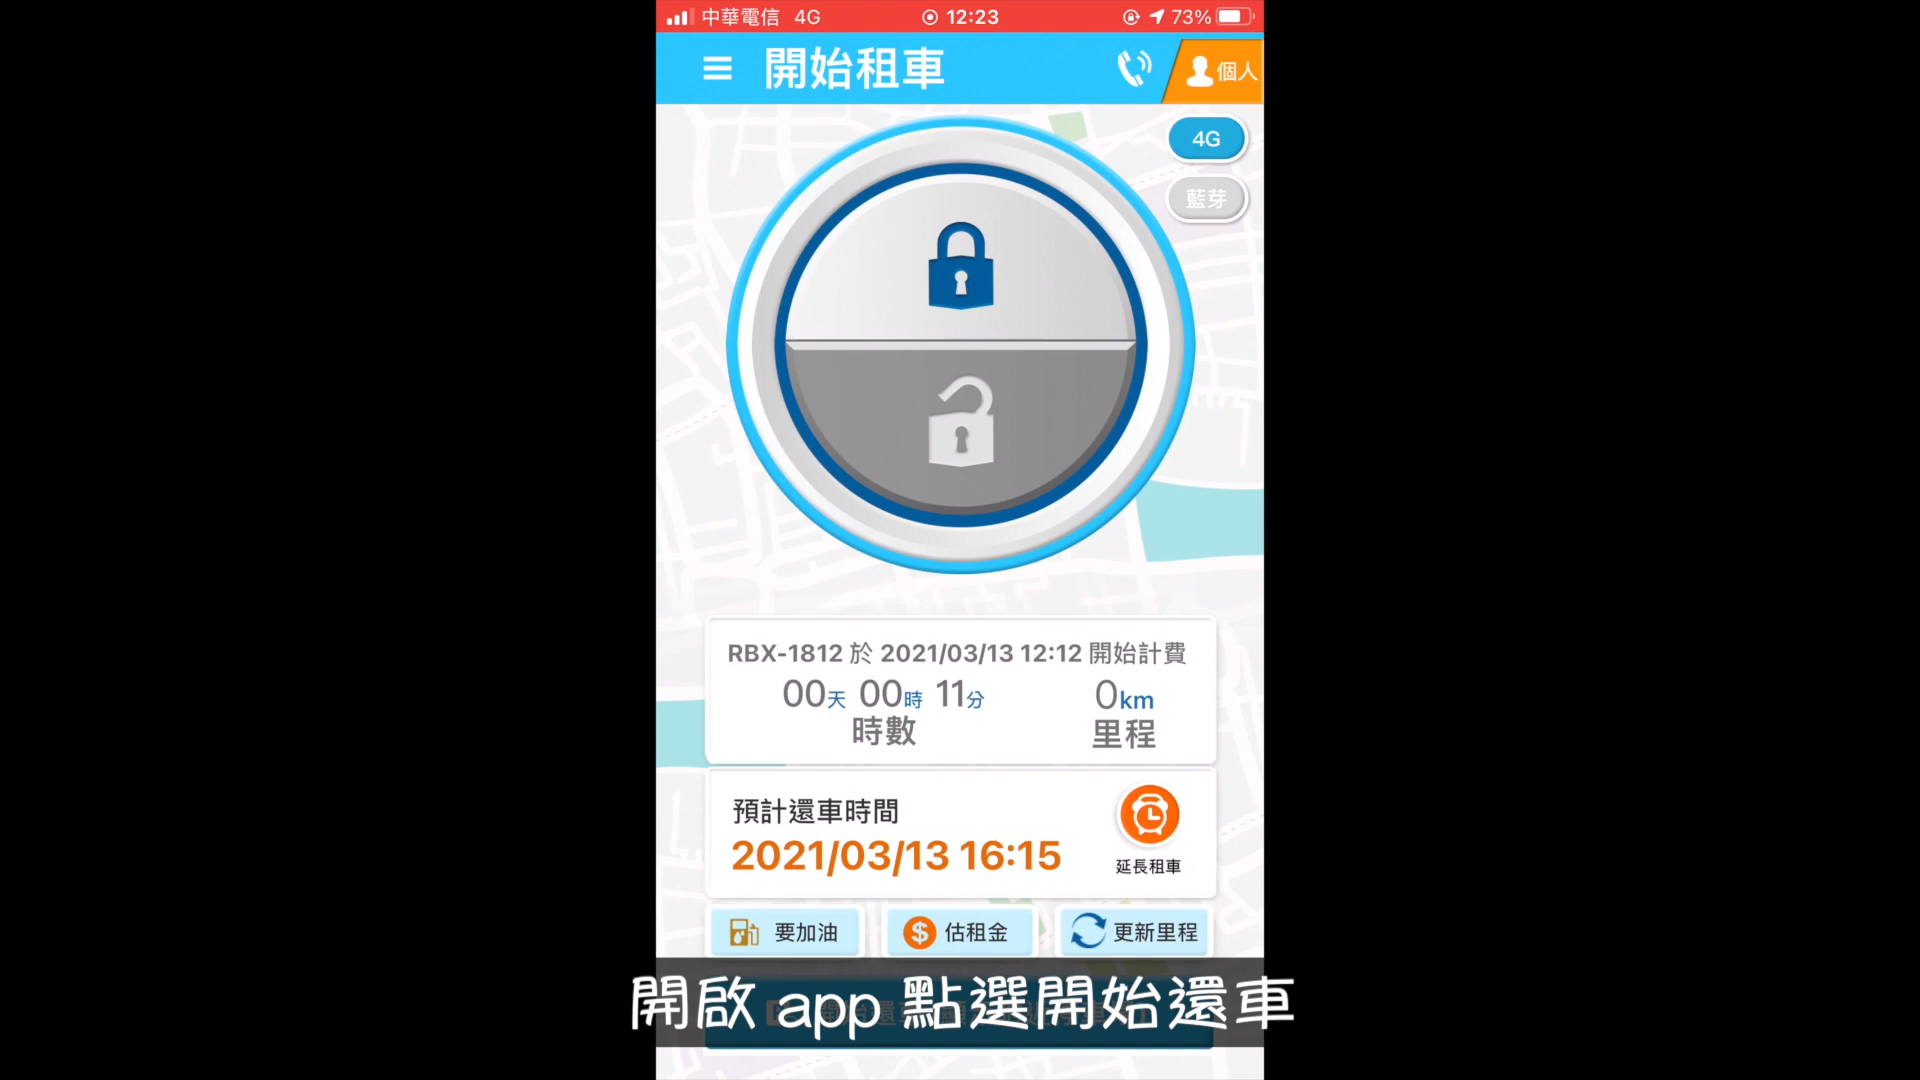 中華電信 4G 12:23 73%
開始租車 個人
4G
藍芽
RBX-1812 於 2021/03/13 12:12 開始計費
00天 00時 11分 0km
時數 里程
預計還車時間
2021/03/13 16:15
延長租車
要加油 估租金 更新里程
開啟 app 點選開始還車